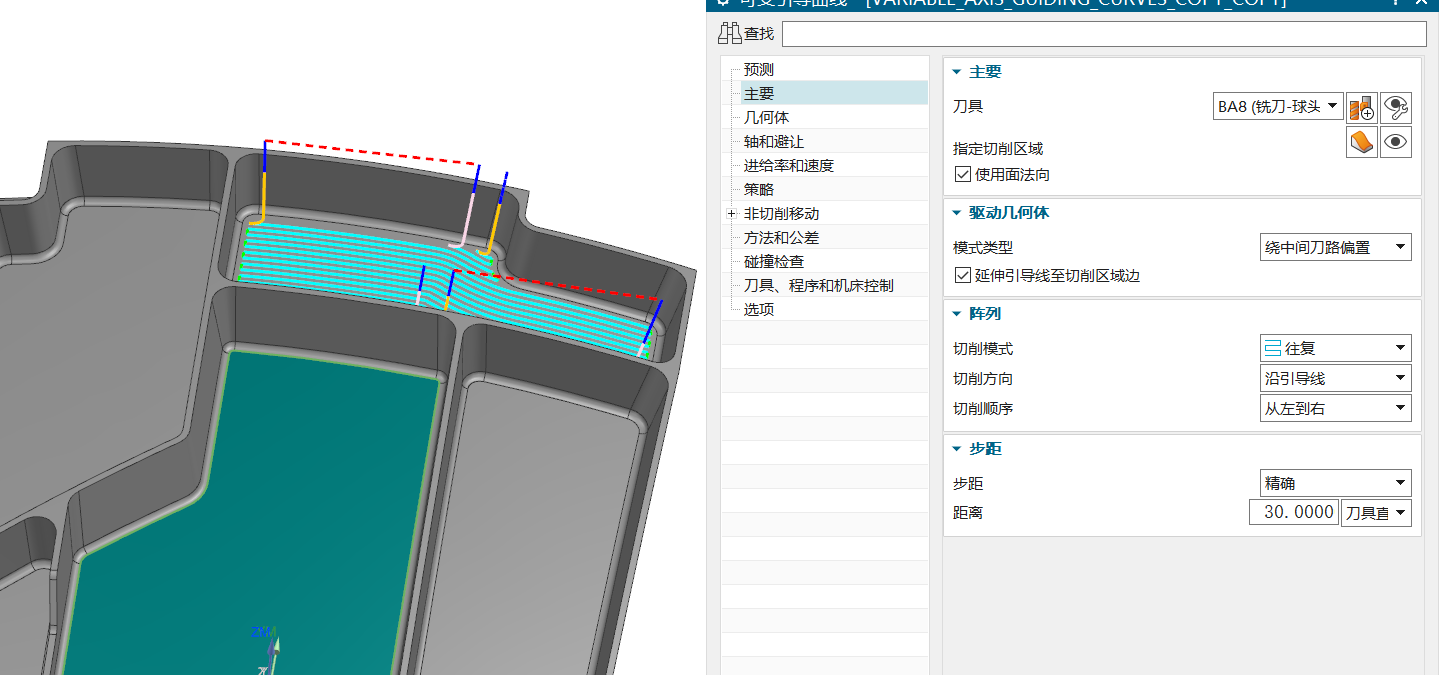 可变引导曲线 - [VARIABLE_AXIS_GUIDING_CURVES_COPY_COPY]
查找
预测
主要
几何体
轴和避让
进给率和速度
策略
非切削移动
方法和公差
碰撞检查
刀具、程序和机床控制
选项
主要
刀具
BA8 (铣刀-球头
指定切削区域
使用面法向
驱动几何体
模式类型
绕中间刀路偏置
延伸引导线至切削区域边
阵列
切削模式
往复
切削方向
沿引导线
切削顺序
从左到右
步距
步距
精确
距离
30.0000
刀具直
ZM